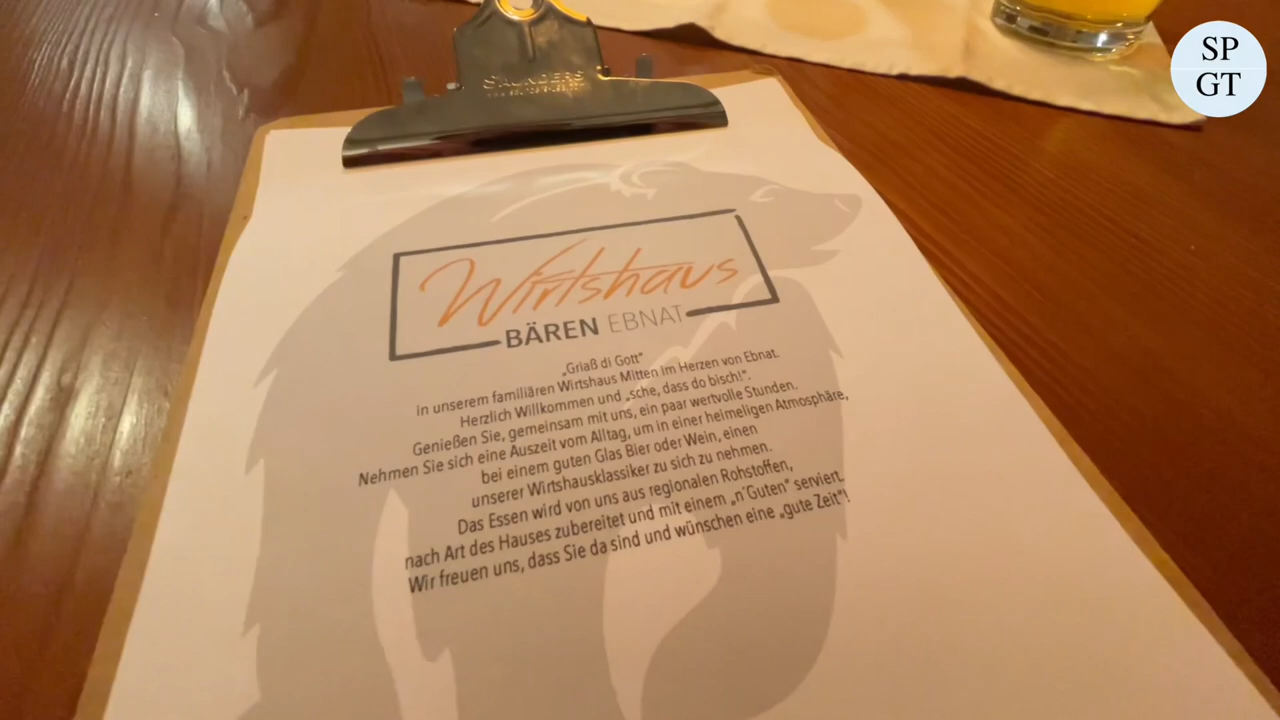 SP
GT
SAUNDERS
Wirtshaus
BÄREN EBNAT
„Griaß di Gott"
in unserem familiären Wirtshaus Mitten im Herzen von Ebnat.
Herzlich Willkommen und „sche, dass do bisch!".
Genießen Sie, gemeinsam mit uns, ein paar wertvolle Stunden.
Nehmen Sie sich eine Auszeit vom Alltag, um in einer heimeligen Atmosphäre,
bei einem guten Glas Bier oder Wein, einen
unserer Wirtshausklassiker zu sich zu nehmen.
Das Essen wird von uns aus regionalen Rohstoffen,
nach Art des Hauses zubereitet und mit einem „n´Guten" serviert.
Wir freuen uns, dass Sie da sind und wünschen eine „gute Zeit"!